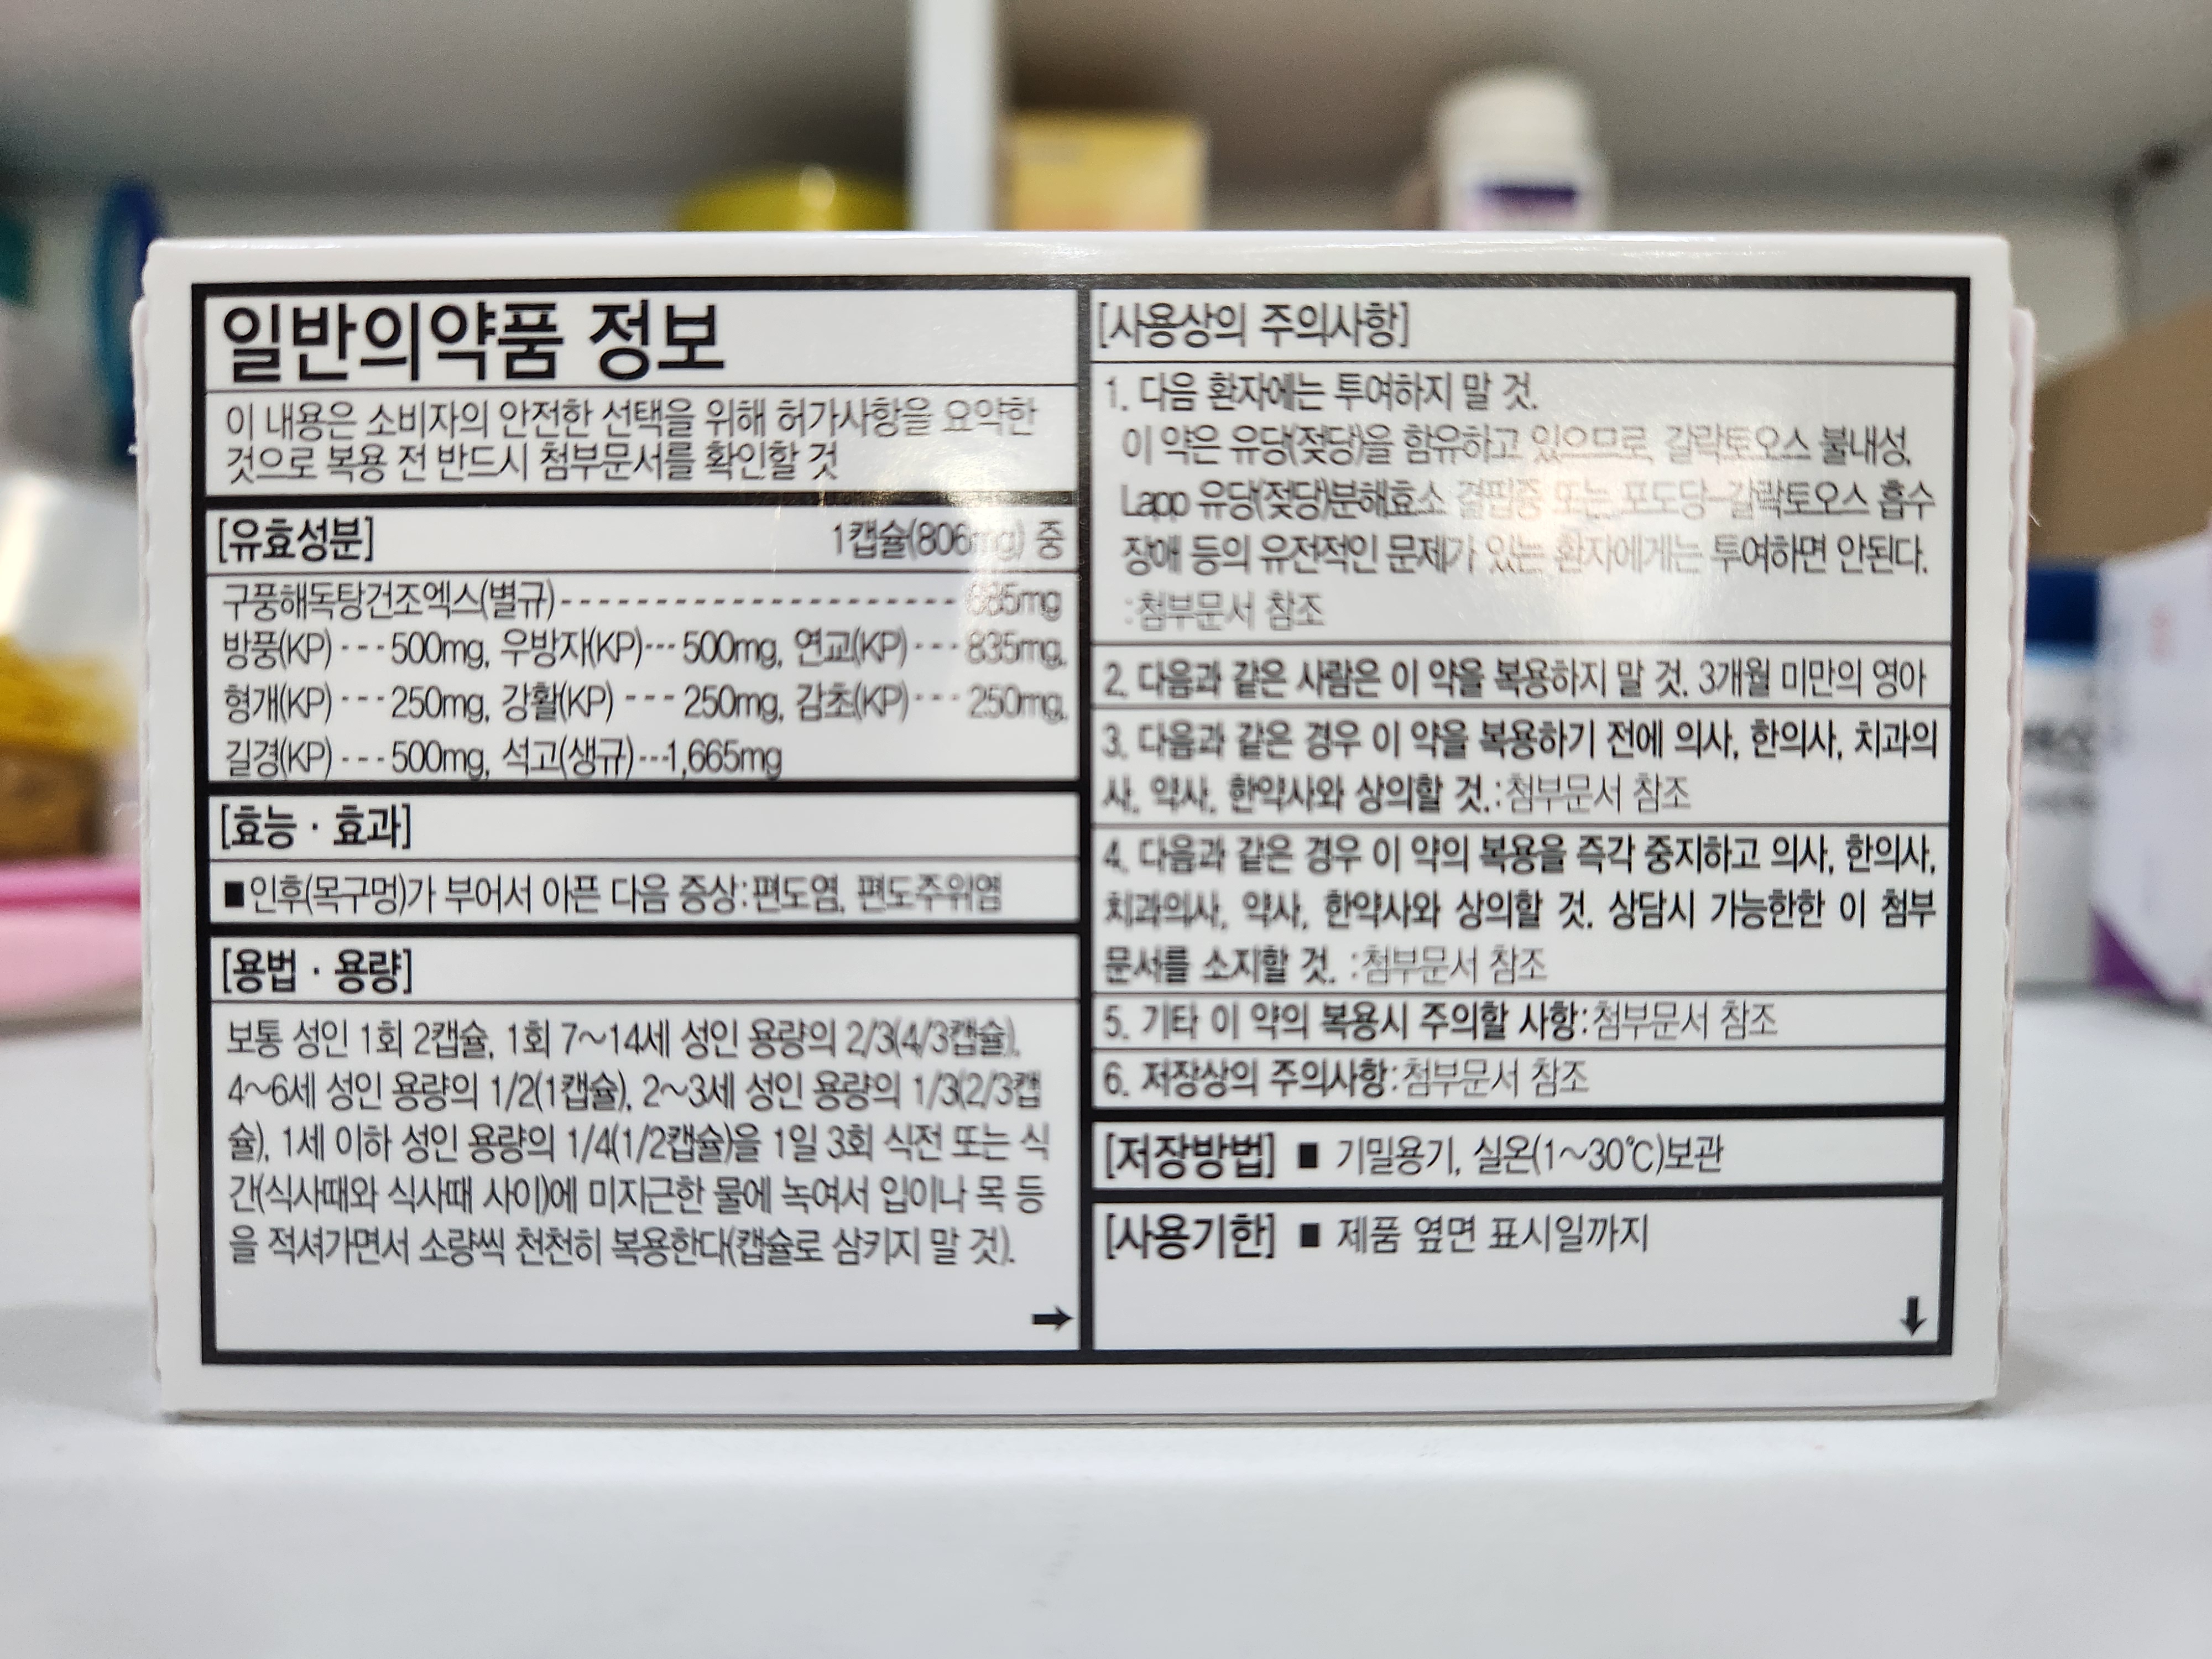 일반의약품 정보
이 내용은 소비자의 안전한 선택을 위해 허가사항을 요약한
것으로 복용 전 반드시 첨부문서를 확인할 것
[유효성분] 1캡슐(806mg) 중
구풍해독탕건조엑스(별규)--------------------
방풍(KP)---500mg, 우방자(KP)---500mg, 연교(KP)---835mg,
형개(KP)---250mg, 강활(KP)---250mg, 감초(KP)---250mg,
길경(KP)---500mg, 석고(생규)---1,665mg
[효능 · 효과]
■인후(목구멍)가 부어서 아픈 다음 증상:편도염, 편도주위염
[용법 · 용량]
보통 성인 1회 2캡슐, 1회 7~14세 성인 용량의 2/3(4/3캡슐),
4~6세 성인 용량의 1/2(1캡슐), 2~3세 성인 용량의 1/3(2/3캡
슐), 1세 이하 성인 용량의 1/4(1/2캡슐)을 1일 3회 식전 또는 식
간(식사때와 식사때 사이)에 미지근한 물에 녹여서 입이나 목 등
을 적셔가면서 소량씩 천천히 복용한다(캡슐로 삼키지 말 것).
➡
[사용상의 주의사항]
1. 다음 환자에는 투여하지 말 것.
이 약은 유당(젖당)을 함유하고 있으므로, 갈락토오스 불내성,
Lapp 유당(젖당)분해효소 결핍증 또는 포도당-갈락토오스 흡수
장애 등의 유전적인 문제가 있는 환자에게는 투여하면 안된다.
:첨부문서 참조
2. 다음과 같은 사람은 이 약을 복용하지 말 것. 3개월 미만의 영아
3. 다음과 같은 경우 이 약을 복용하기 전에 의사, 한의사, 치과의
사, 약사, 한약사와 상의할 것.:첨부문서 참조
4. 다음과 같은 경우 이 약의 복용을 즉각 중지하고 의사, 한의사,
치과의사, 약사, 한약사와 상의할 것. 상담시 가능한한 이 첨부
문서를 소지할 것. :첨부문서 참조
5. 기타 이 약의 복용시 주의할 사항:첨부문서 참조
6. 저장상의 주의사항:첨부문서 참조
[저장방법] ■ 기밀용기, 실온(1~30℃)보관
[사용기한] ■ 제품 옆면 표시일까지
⬇